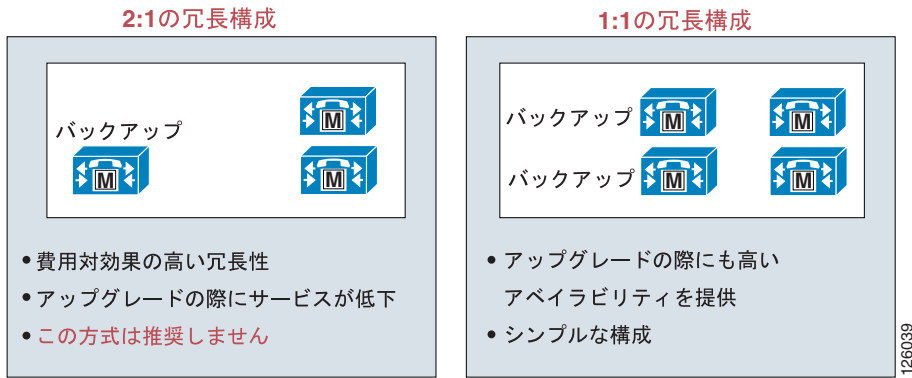 2:1の冗長構成
バックアップ
M
M
M
• 費用対効果の高い冗長性
• アップグレードの際にサービスが低下
• この方式は推奨しません
1:1の冗長構成
バックアップ
M
M
バックアップ
M
M
• アップグレードの際にも高い
アベイラビリティを提供
• シンプルな構成
126039